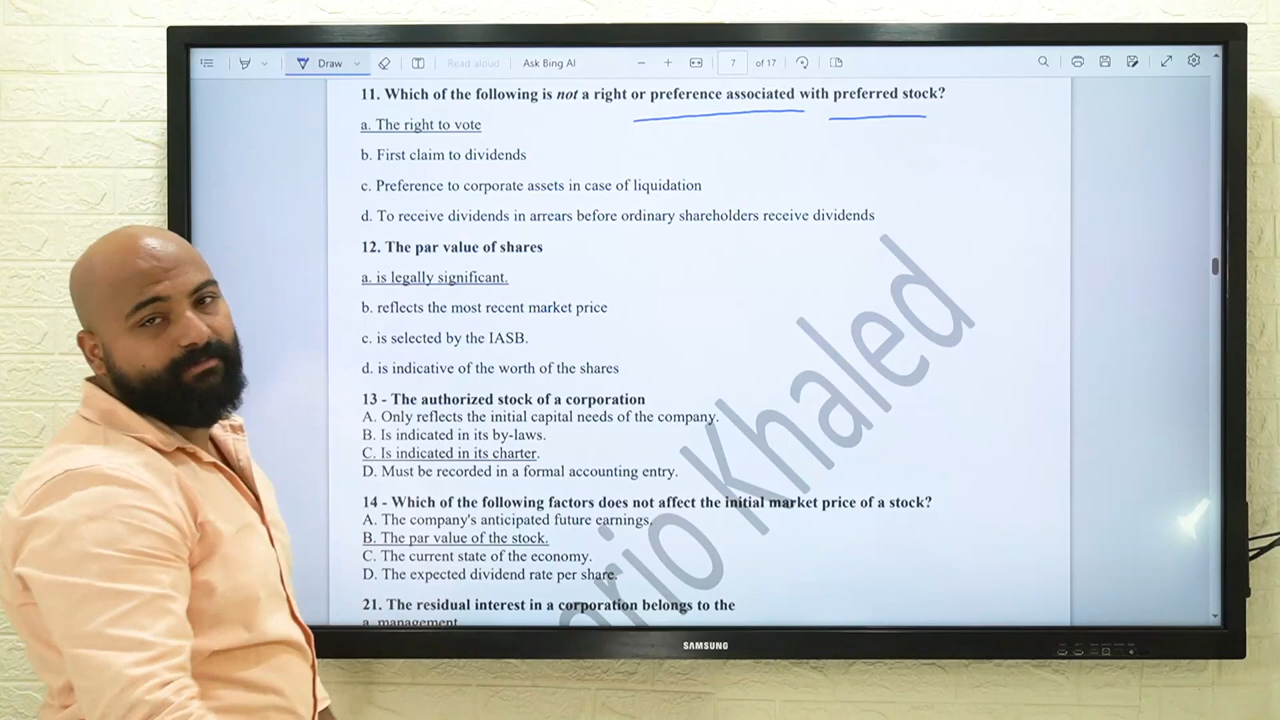 Draw
Read aloud
Ask Bing AI
7
of 17
11. Which of the following is not a right or preference associated with preferred stock?
a. The right to vote
b. First claim to dividends
c. Preference to corporate assets in case of liquidation
d. To receive dividends in arrears before ordinary shareholders receive dividends
12. The par value of shares
a. is legally significant.
b. reflects the most recent market price
c. is selected by the IASB.
d. is indicative of the worth of the shares
13 - The authorized stock of a corporation
A. Only reflects the initial capital needs of the company.
B. Is indicated in its by-laws.
C. Is indicated in its charter.
D. Must be recorded in a formal accounting entry.
14 - Which of the following factors does not affect the initial market price of a stock?
A. The company's anticipated future earnings.
B. The par value of the stock.
C. The current state of the economy.
D. The expected dividend rate per share.
21. The residual interest in a corporation belongs to the
a. management
Khaled
SAMSUNG